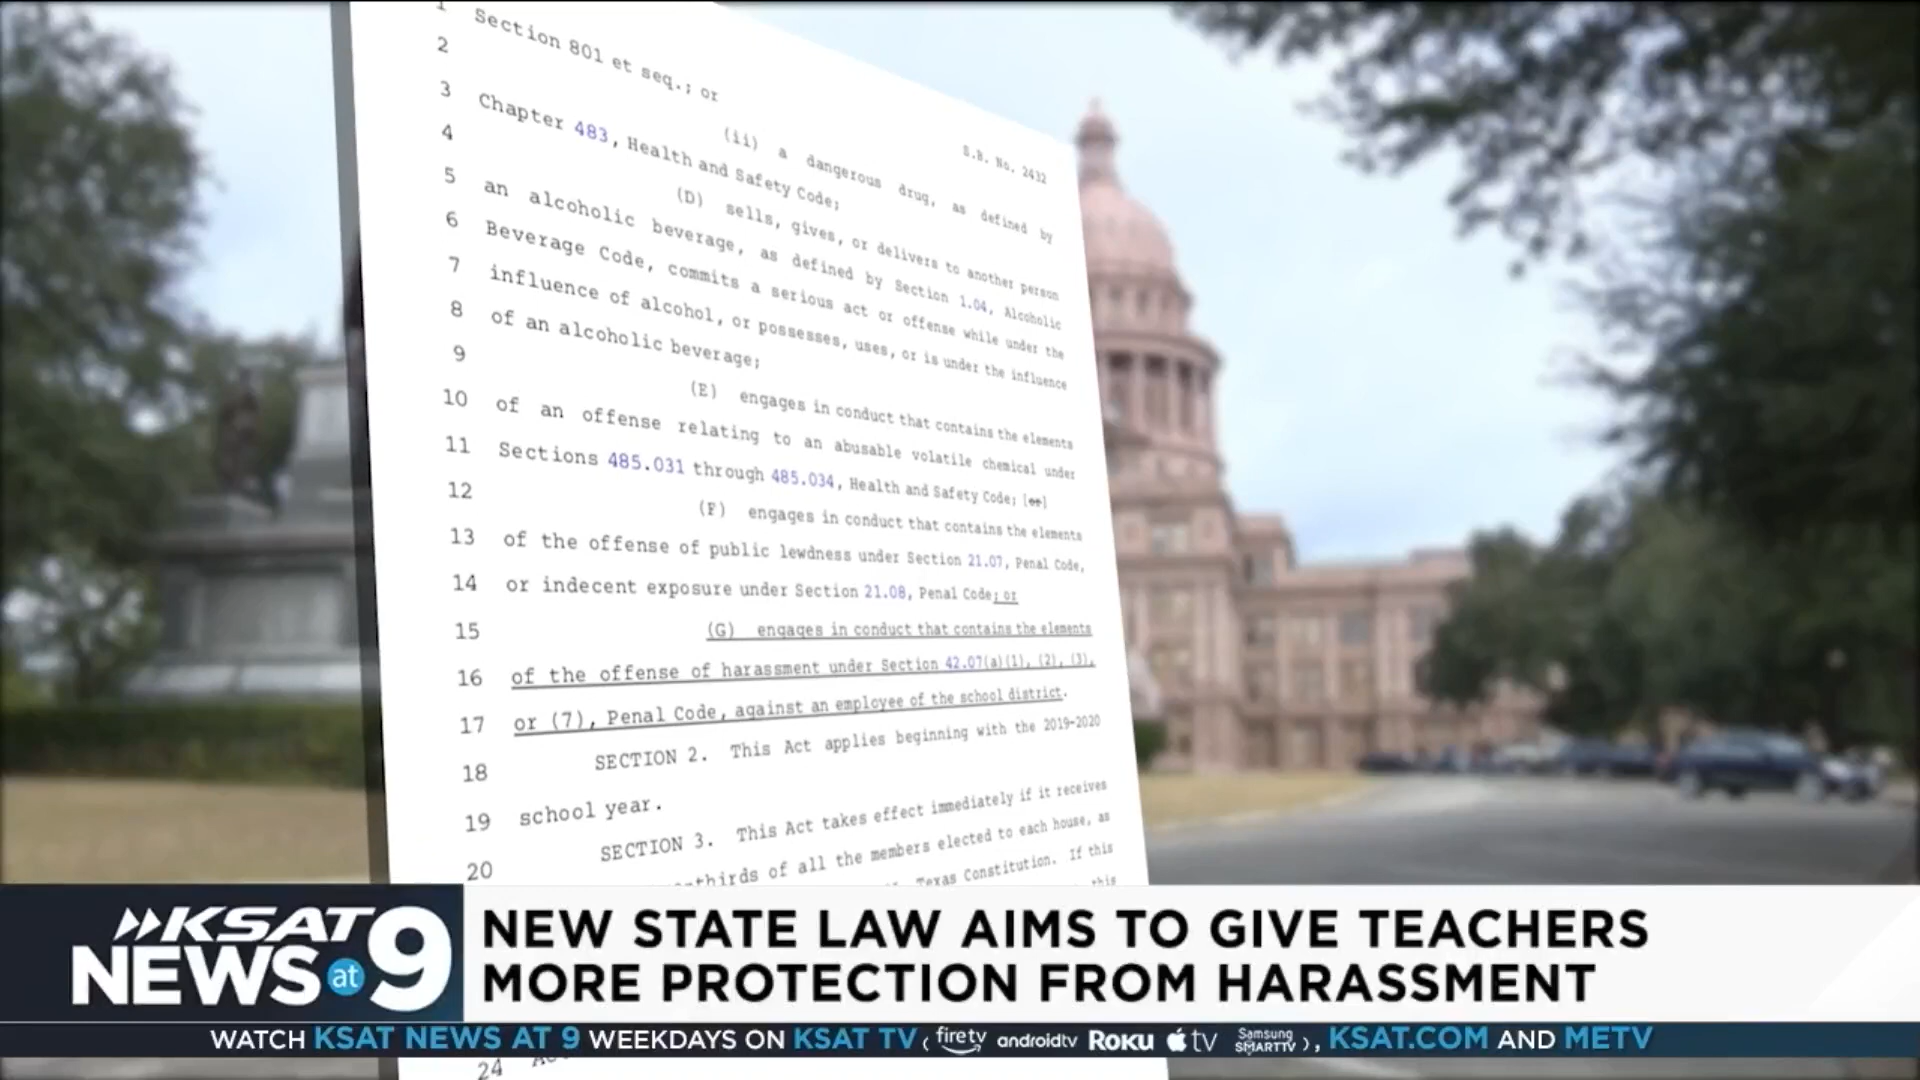 1 Section 801 et seq.; or
S.B. No. 2432
2 (ii) a dangerous drug, as defined by
3 Chapter 483, Health and Safety Code;
4 (D) sells, gives, or delivers to another person
5 an alcoholic beverage, as defined by Section 1.04, Alcoholic
6 Beverage Code, commits a serious act or offense while under the
7 influence of alcohol, or possesses, uses, or is under the influence
8 of an alcoholic beverage;
9 (E) engages in conduct that contains the elements
10 of an offense relating to an abusable volatile chemical under
11 Sections 485.031 through 485.034, Health and Safety Code; [or]
12 (F) engages in conduct that contains the elements
13 of the offense of public lewdness under Section 21.07, Penal Code,
14 or indecent exposure under Section 21.08, Penal Code; or
15 (G) engages in conduct that contains the elements
16 of the offense of harassment under Section 42.07(a)(1), (2), (3),
17 or (7), Penal Code, against an employee of the school district.
18 SECTION 2. This Act applies beginning with the 2019-2020
19 school year.
20 SECTION 3. This Act takes effect immediately if it receives
of all the members elected to each house, as
Texas Constitution. If this
this
KSAT
NEWS at 9
NEW STATE LAW AIMS TO GIVE TEACHERS
MORE PROTECTION FROM HARASSMENT
WATCH KSAT NEWS AT 9 WEEKDAYS ON KSAT TV ( firetv androidtv Roku tv Samsung SMART TV ), KSAT.COM AND METV
24